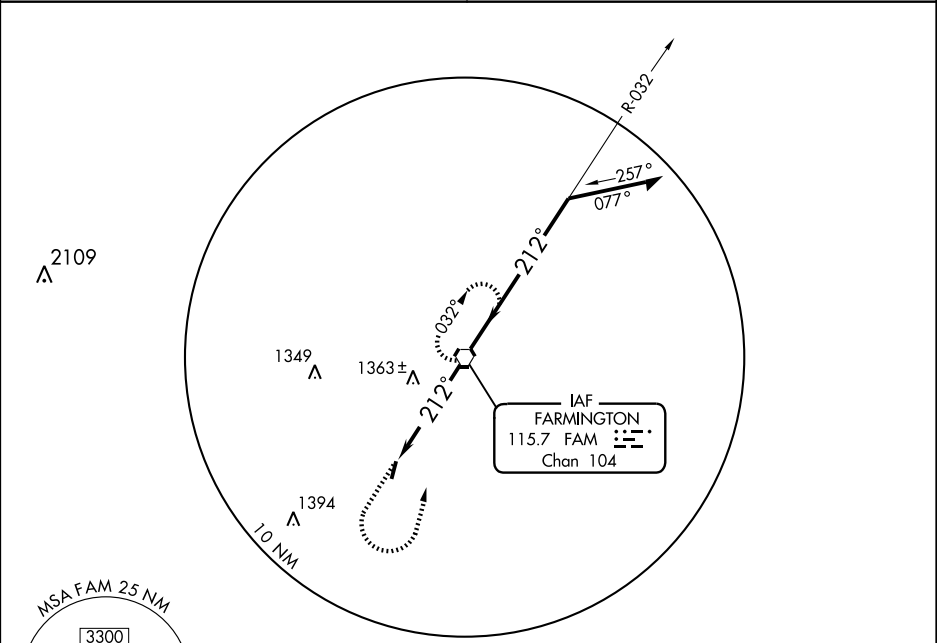 R-032
257°
077°
212°
2109
032°
1349
1363±
212°
IAF
FARMINGTON
115.7 FAM
Chan 104
1394
10 NM
MSA FAM 25 NM
3300